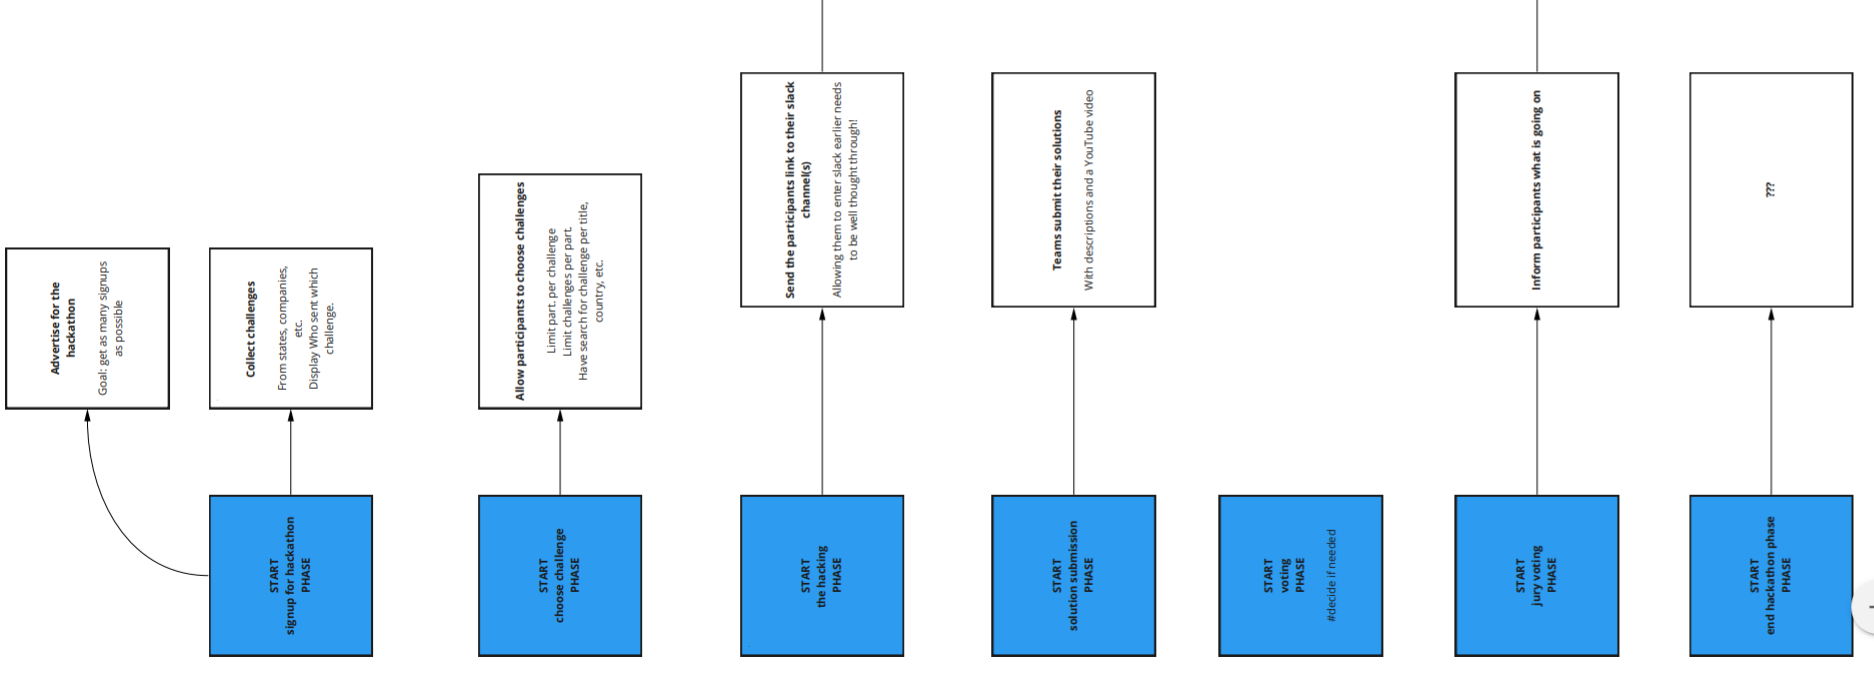 Advertise for the
hackathon
Goal: get as many signups
as possible
Collect challenges
From states, companies,
etc.
Display Who sent which
challenge.
Allow participants to choose challenges
Limit part. per challenge
Limit challenges per part.
Have search for challenge per title,
country, etc.
Send the participants link to their slack
channel(s)
Allowing them to enter slack earlier needs
to be well thought through!
Teams submit their solutions
With descriptions and a YouTube video
Inform participants what is going on
???
START
signup for hackathon
PHASE
START
choose challenge
PHASE
START
the hacking
PHASE
START
solution submission
PHASE
START
voting
PHASE
#decide if needed
START
jury voting
PHASE
START
end hackathon phase
PHASE